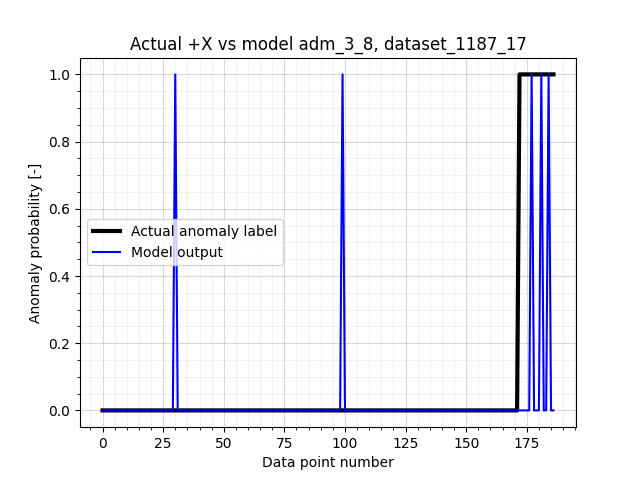 Actual +X vs model adm_3_8, dataset_1187_17
Anomaly probability [-]
1.0
0.8
0.6
0.4
0.2
0.0
Actual anomaly label
Model output
0 25 50 75 100 125 150 175
Data point number